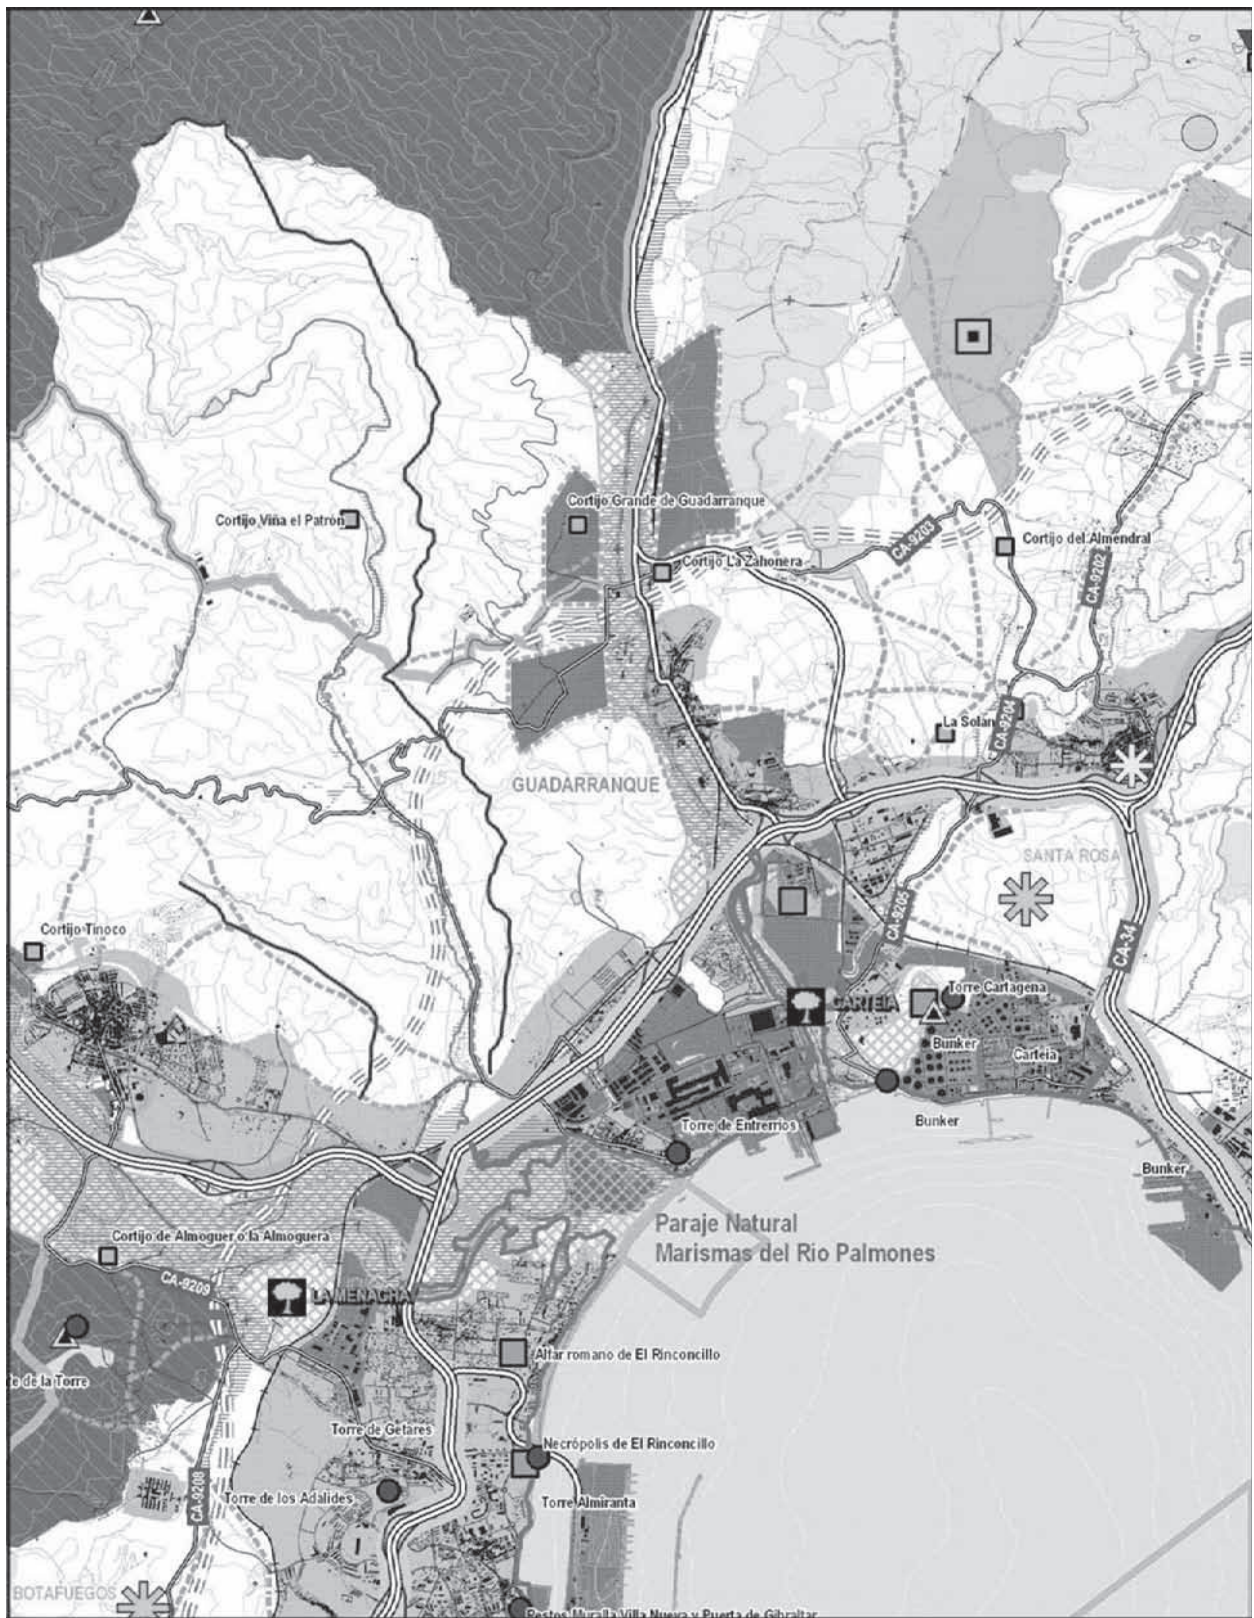 Cortijo Grande de Guadarranque
Cortijo Viña el Patrón
CA-9203
Cortijo del Almendral
Cortijo La Zahonera
CA-9202
La Solan
CA-9204
GUADARRANQUE
SANTA ROSA
CA-9205
Cortijo Tinoco
CA-34
Torre Cartagena
CARTEIA
Bunker
Carteia
Bunker
Torre de Entrerrios
Bunker
Paraje Natural
Marismas del Río Palmones
Cortijo de Almoguer o la Almoguera
CA-9209
LA MENACHA
Alfar romano de El Rinconcillo
e de la Torre
Torre de Getares
Necrópolis de El Rinconcillo
CA-9208
Torre de los Adalides
Torre Almiranta
BOTAFUEGOS
Restos Muralla Villa Nueva y Puerta de Gibraltar